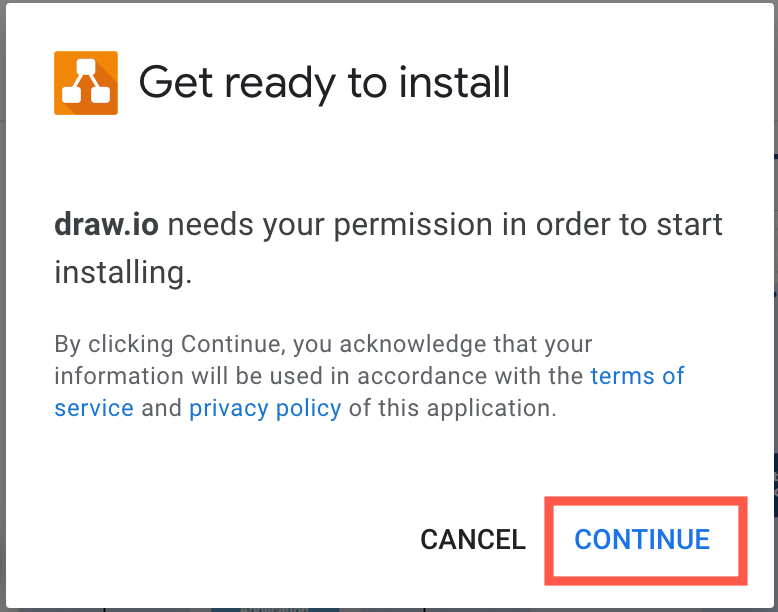 Get ready to install
draw.io needs your permission in order to start
installing.
By clicking Continue, you acknowledge that your
information will be used in accordance with the terms of
service and privacy policy of this application.
CANCEL CONTINUE